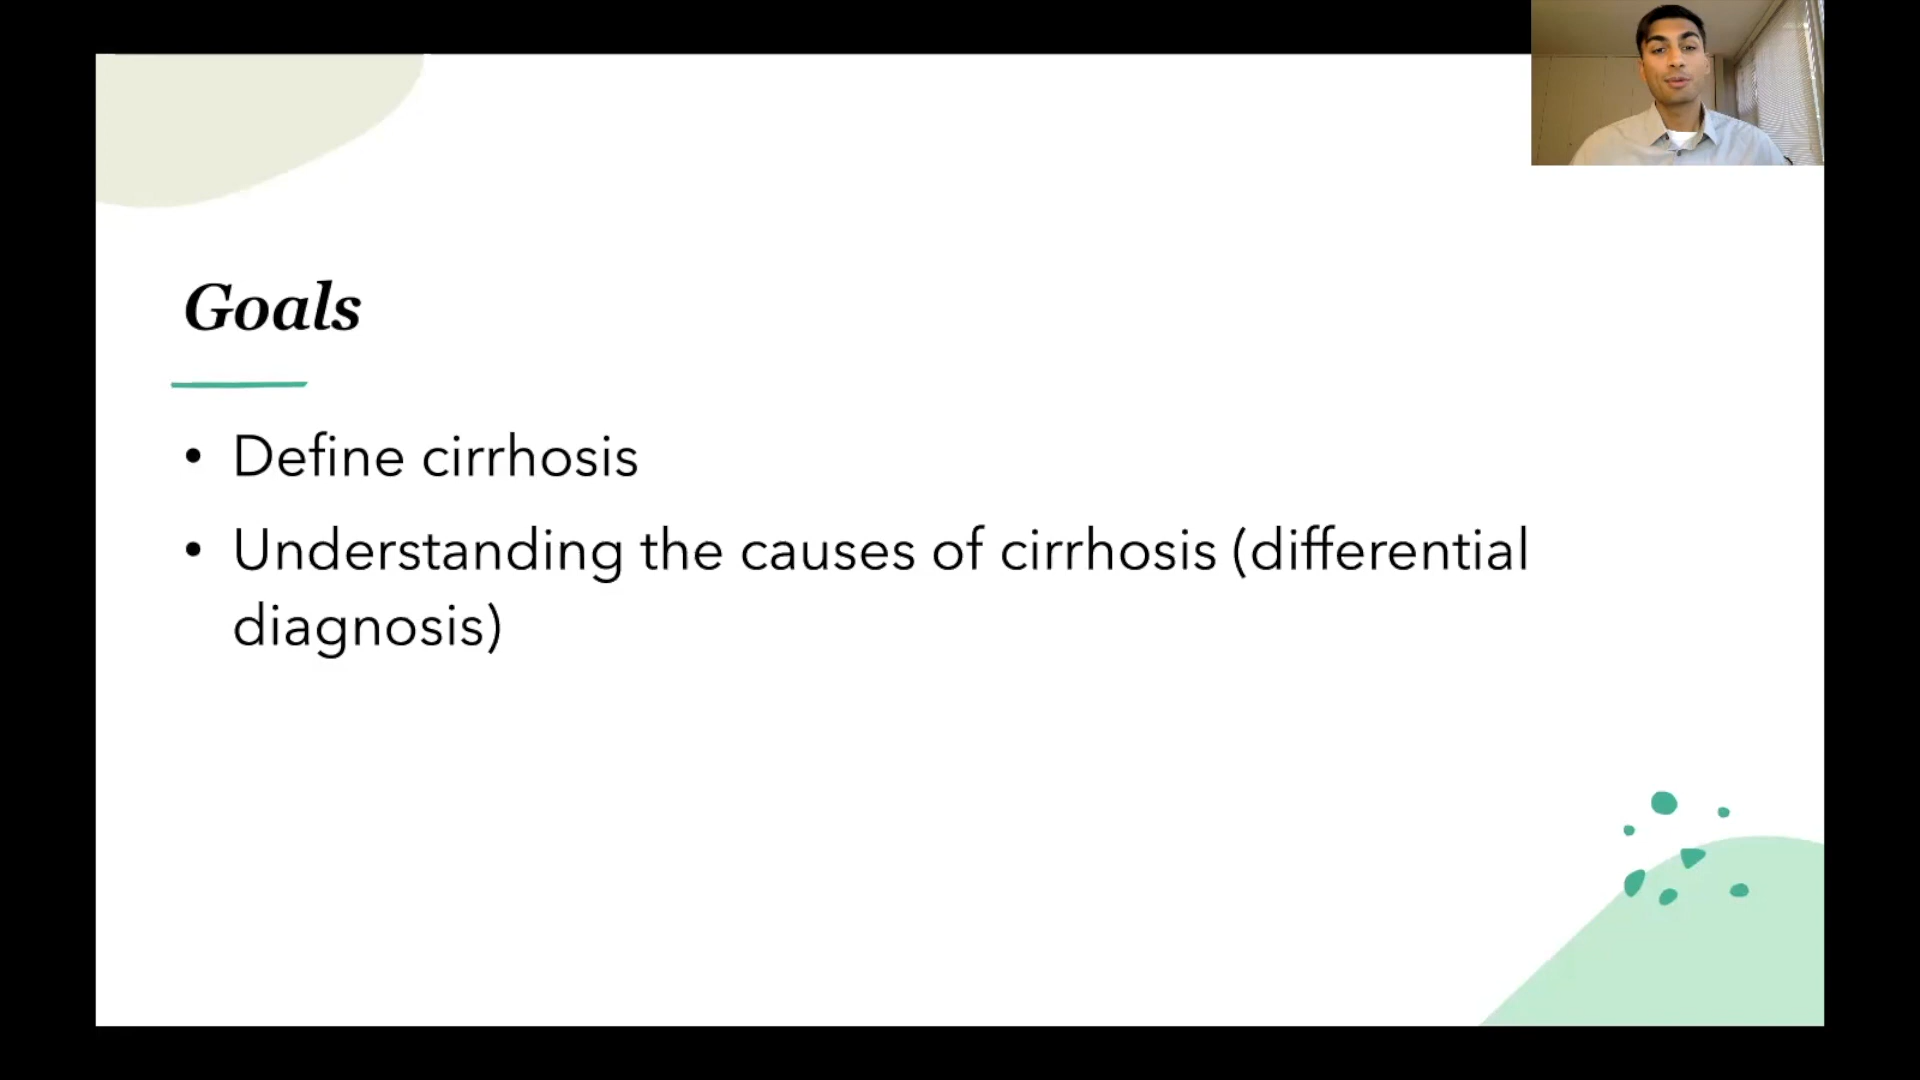 Goals
• Define cirrhosis
• Understanding the causes of cirrhosis (differential
diagnosis)